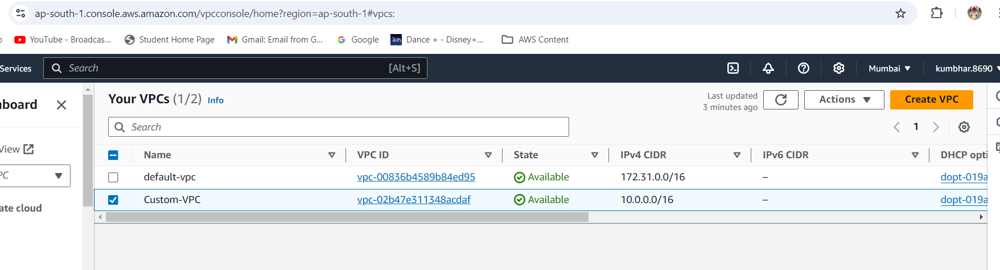 ap-south-1.console.aws.amazon.com/vpcconsole/home?region=ap-south-1#vpcs:
YouTube - Broadcas... Student Home Page Gmail: Email from G... Google Dance + - Disney+... AWS Content
Services Search [Alt+S] Mumbai kumbhar.8690
Your VPCs (1/2) Info Last updated 3 minutes ago Actions Create VPC
Search 1
View
Name VPC ID State IPv4 CIDR IPv6 CIDR DHCP opti
default-vpc vpc-00836b4589b84ed95 Available 172.31.0.0/16 – dopt-019a
Custom-VPC vpc-02b47e311348acdaf Available 10.0.0.0/16 – dopt-019a
ate cloud